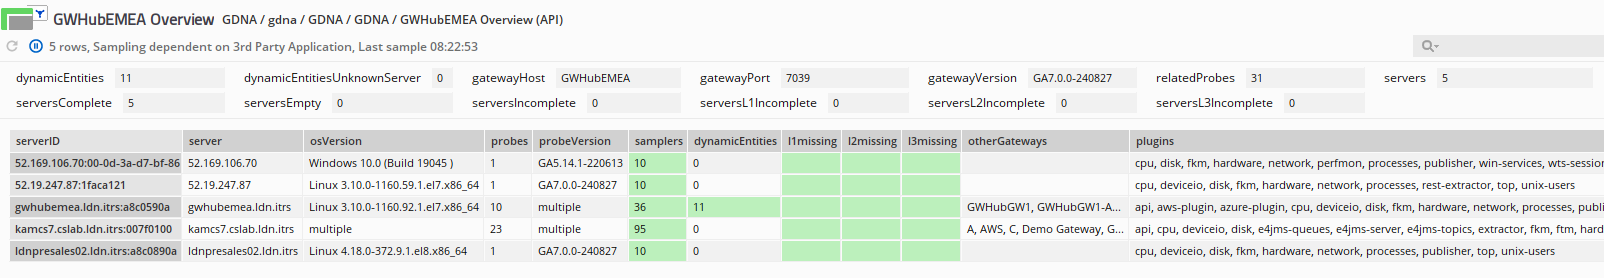 GWHubEMEA Overview GDNA / gdna / GDNA / GDNA / GWHubEMEA Overview (API)
5 rows, Sampling dependent on 3rd Party Application, Last sample 08:22:53
dynamicEntities 11 dynamicEntitiesUnknownServer 0 gatewayHost GWHubEMEA gatewayPort 7039 gatewayVersion GA7.0.0-240827 relatedProbes 31 servers 5
serversComplete 5 serversEmpty 0 serversIncomplete 0 serversL1Incomplete 0 serversL2Incomplete 0 serversL3Incomplete 0
serverID server osVersion probes probeVersion samplers dynamicEntities l1missing l2missing l3missing otherGateways plugins
52.169.106.70:00-0d-3a-d7-bf-86 52.169.106.70 Windows 10.0 (Build 19045 ) 1 GA5.14.1-220613 10 0 cpu, disk, fkm, hardware, network, perfmon, processes, publisher, win-services, wts-session
52.19.247.87:1faca121 52.19.247.87 Linux 3.10.0-1160.59.1.el7.x86_64 1 GA7.0.0-240827 10 0 cpu, deviceio, disk, fkm, hardware, network, processes, rest-extractor, top, unix-users
gwhubemea.ldn.itrs:a8c0590a gwhubemea.ldn.itrs Linux 3.10.0-1160.92.1.el7.x86_64 10 multiple 36 11 GWHubGW1, GWHubGW1-A... api, aws-plugin, azure-plugin, cpu, deviceio, disk, fkm, hardware, network, processes, publi
kamcs7.cslab.ldn.itrs:007f0100 kamcs7.cslab.ldn.itrs multiple 23 multiple 95 0 A, AWS, C, Demo Gateway, G... api, cpu, deviceio, disk, e4jms-queues, e4jms-server, e4jms-topics, extractor, fkm, ftm, hard
ldnpresales02.ldn.itrs:a8c0890a ldnpresales02.ldn.itrs Linux 4.18.0-372.9.1.el8.x86_64 1 GA7.0.0-240827 10 0 cpu, deviceio, disk, fkm, hardware, network, processes, publisher, top, unix-users